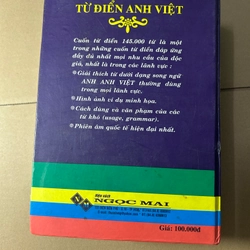 TỪ ĐIỂN ANH VIỆT
Cuốn từ điển 145.000 từ là một
trong những cuốn từ điển đáp ứng
đầy đủ nhất mọi nhu cầu của độc
giả, nhất là trong các lãnh vực :
* Giải thích từ dưới dạng song ngữ
ANH ANH VIỆT thường dùng
trong mọi lãnh vực.
* Hình ảnh ví dụ minh họa.
* Cách dùng và văn phạm của các
từ khó (usage, grammar).
* Phiên âm quốc tế hiện đại nhất.
NGỌC MAI
Giá: 100.000đ